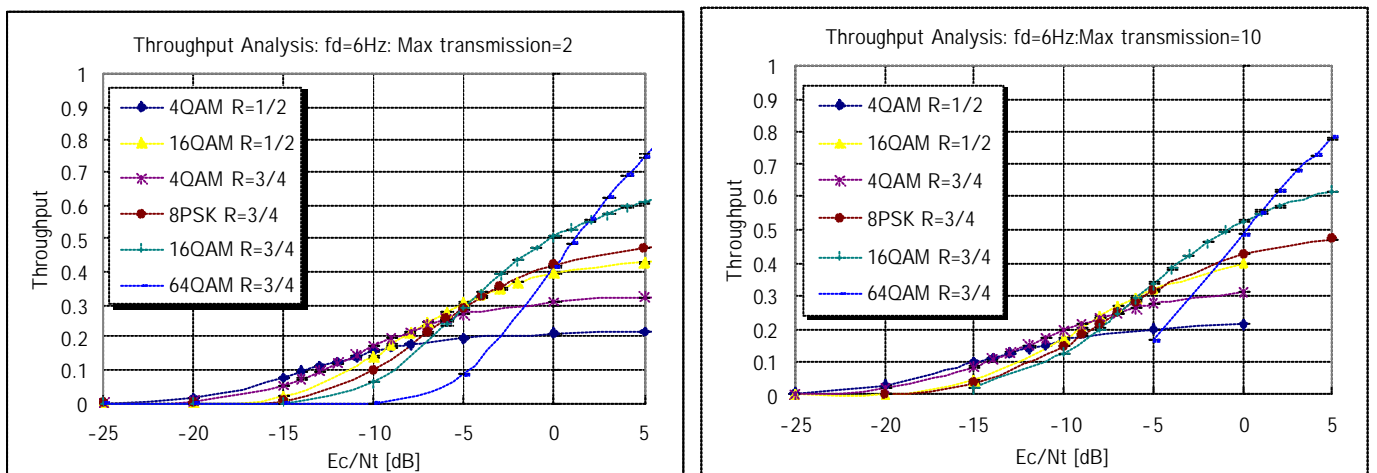 Throughput Analysis: fd=6Hz: Max transmission=2
1
0.9
0.8
0.7
0.6
0.5
0.4
0.3
0.2
0.1
0
Throughput
4QAM R=1/2
16QAM R=1/2
4QAM R=3/4
8PSK R=3/4
16QAM R=3/4
64QAM R=3/4
-25 -20 -15 -10 -5 0 5
Ec/Nt [dB]
Throughput Analysis: fd=6Hz:Max transmission=10
1
0.9
0.8
0.7
0.6
0.5
0.4
0.3
0.2
0.1
0
Throughput
4QAM R=1/2
16QAM R=1/2
4QAM R=3/4
8PSK R=3/4
16QAM R=3/4
64QAM R=3/4
-25 -20 -15 -10 -5 0 5
Ec/Nt [dB]